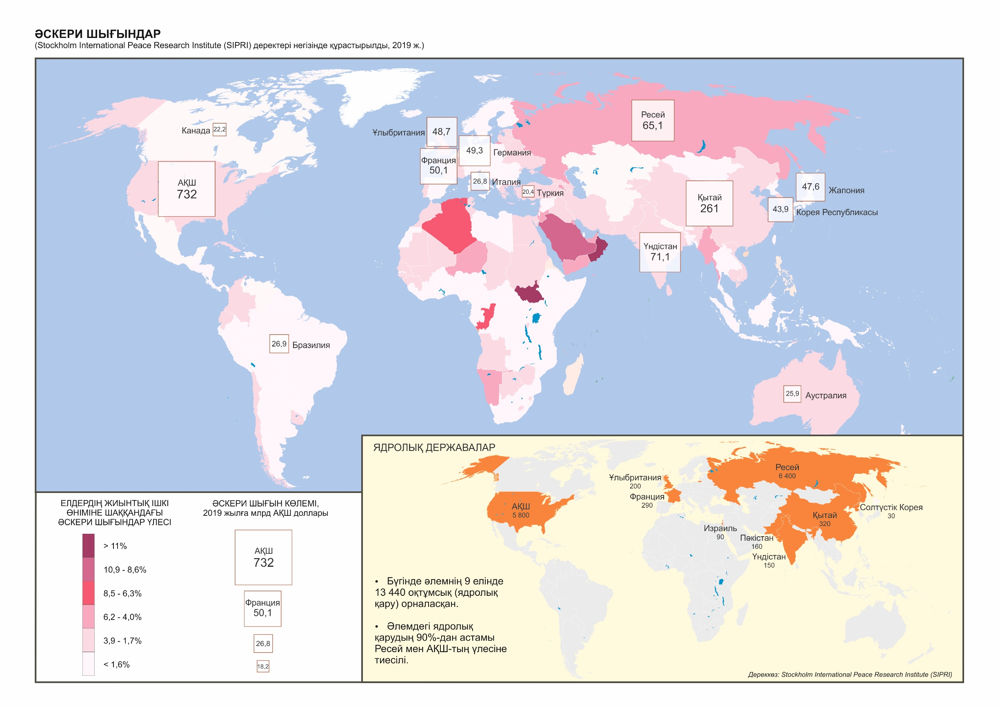 ӘСКЕРИ ШЫҒЫНДАР
(Stockholm International Peace Research Institute (SIPRI) деректері негізінде құрастырылды, 2019 ж.)
Канада 22,2
АҚШ
732
Ұлыбритания 48,7
Франция
50,1
49,3 Германия
26,8 Италия
20,4 Түркия
Ресей
65,1
Қытай
261
Үндістан
71,1
47,6 Жапония
43,9 Корея Республикасы
26,9 Бразилия
25,9 Аустралия
ЕЛДЕРДІҢ ЖИЫНТЫҚ ІШКІ
ӨНІМІНЕ ШАҚҚАНДАҒЫ
ӘСКЕРИ ШЫҒЫНДАР ҮЛЕСІ
> 11%
10,9 - 8,6%
8,5 - 6,3%
6,2 - 4,0%
3,9 - 1,7%
< 1,6%
ӘСКЕРИ ШЫҒЫН КӨЛЕМІ,
2019 жылға млрд АҚШ доллары
АҚШ
732
Франция
50,1
26,8
18,2
ЯДРОЛЫҚ ДЕРЖАВАЛАР
Ұлыбритания
200
Франция
290
АҚШ
5 800
Ресей
6 400
Солтүстік Корея
30
Қытай
320
Израиль
90
Пәкістан
160
Үндістан
150
• Бүгінде әлемнің 9 елінде
13 440 оқтұмсық (ядролық
қару) орналасқан.
• Әлемдегі ядролық
қарудың 90%-дан астамы
Ресей мен АҚШ-тың үлесіне
тиесілі.
Дереккөз: Stockholm International Peace Research Institute (SIPRI)